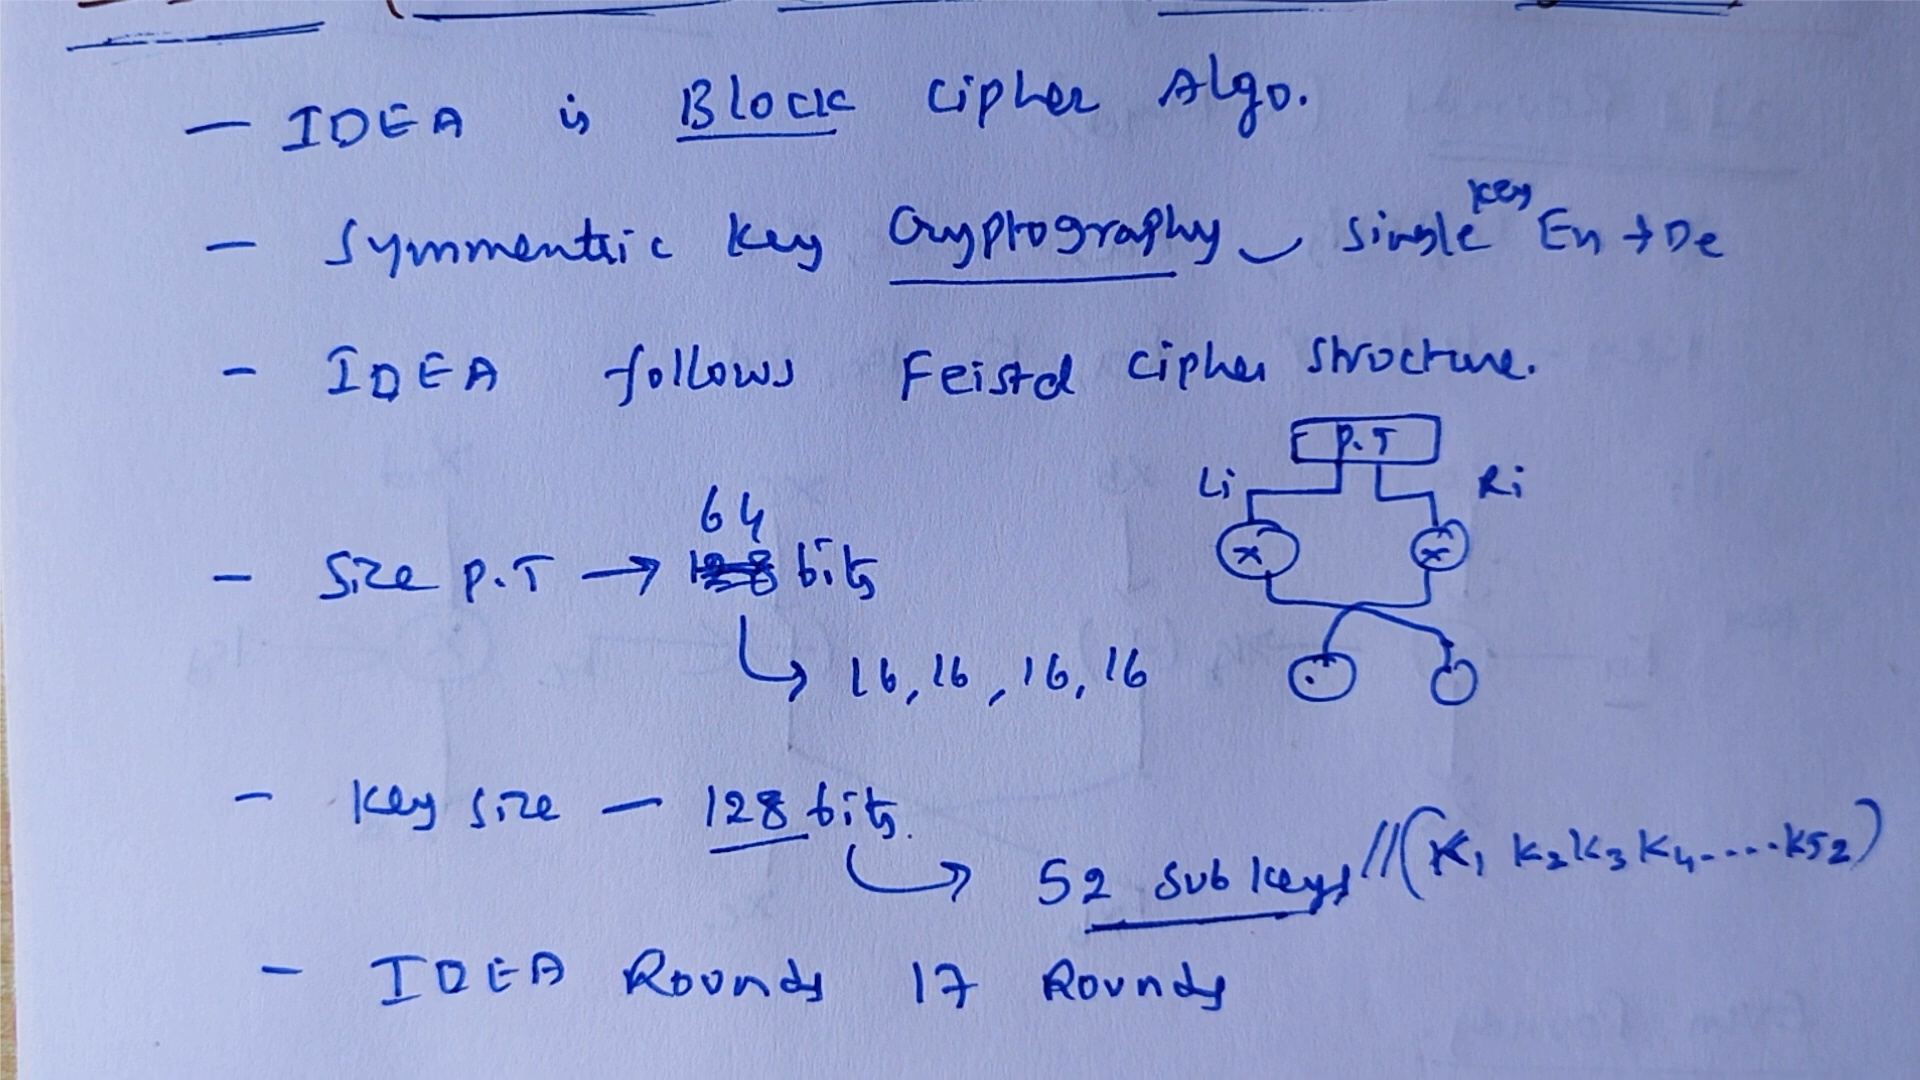 - IDEA is Block Cipher Algo.
- Symmentric Key Cryptography - Single key En → De
- IDEA follows Feistel Cipher Structure.
P.T
Li Ri
- Size P.T → 64 bits
→ 16, 16, 16, 16
- Key size - 128 bits.
→ 52 Sub keys // (K1 K2 K3 K4.....K52)
- IDEA Rounds 17 Rounds